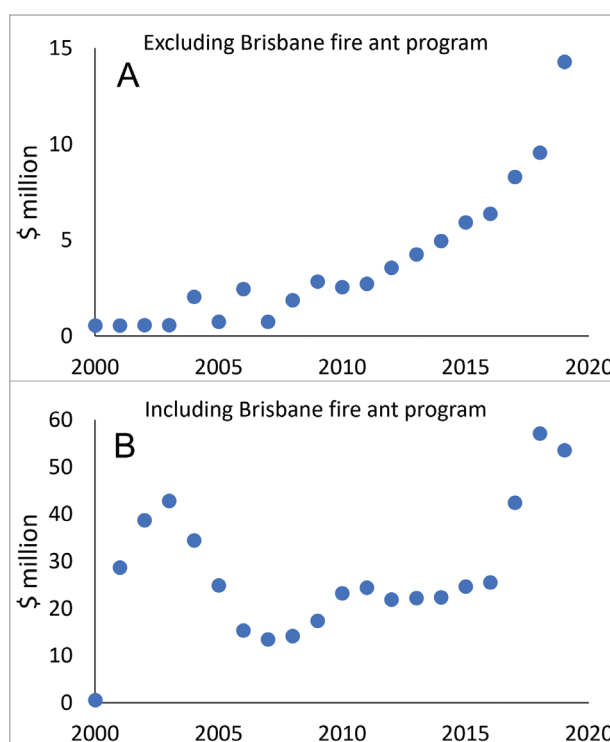 Excluding Brisbane fire ant program
A
15
10
5
0
$ million
2000 2005 2010 2015 2020
Including Brisbane fire ant program
B
60
50
40
30
20
10
0
$ million
2000 2005 2010 2015 2020